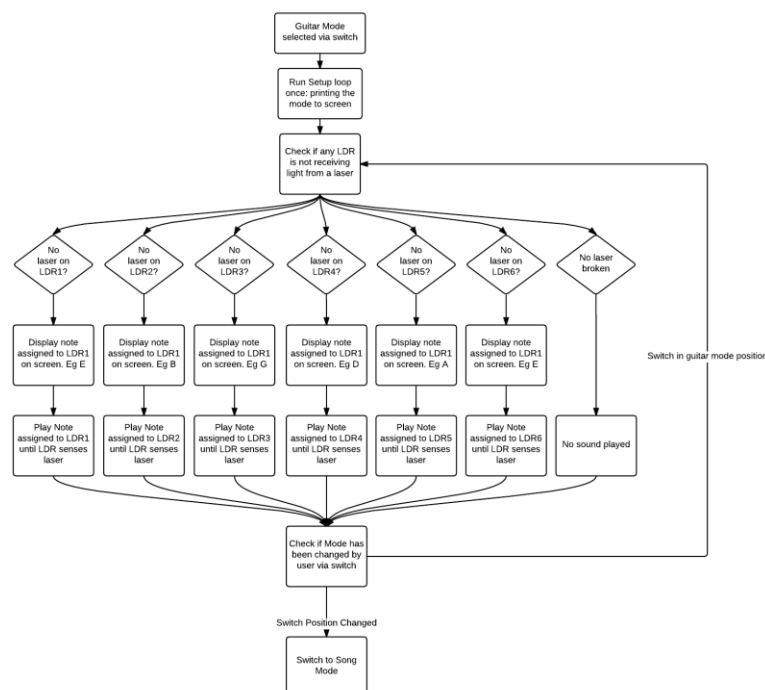 Guitar Mode
selected via switch
Run Setup loop
once: printing the
mode to screen
Check if any LDR
is not receiving
light from a laser
No
laser on
LDR1?
No
laser on
LDR2?
No
laser on
LDR3?
No
laser on
LDR4?
No
laser on
LDR5?
No
laser on
LDR6?
No laser
broken
Display note
assigned to LDR1
on screen. Eg E
Display note
assigned to LDR1
on screen. Eg B
Display note
assigned to LDR1
on screen. Eg G
Display note
assigned to LDR1
on screen. Eg D
Display note
assigned to LDR1
on screen. Eg A
Display note
assigned to LDR1
on screen. Eg E
Switch in guitar mode position
Play Note
assigned to LDR1
until LDR senses
laser
Play Note
assigned to LDR2
until LDR senses
laser
Play Note
assigned to LDR3
until LDR senses
laser
Play Note
assigned to LDR4
until LDR senses
laser
Play Note
assigned to LDR5
until LDR senses
laser
Play Note
assigned to LDR6
until LDR senses
laser
No sound played
Check if Mode has
been changed by
user via switch
Switch Position Changed
Switch to Song
Mode